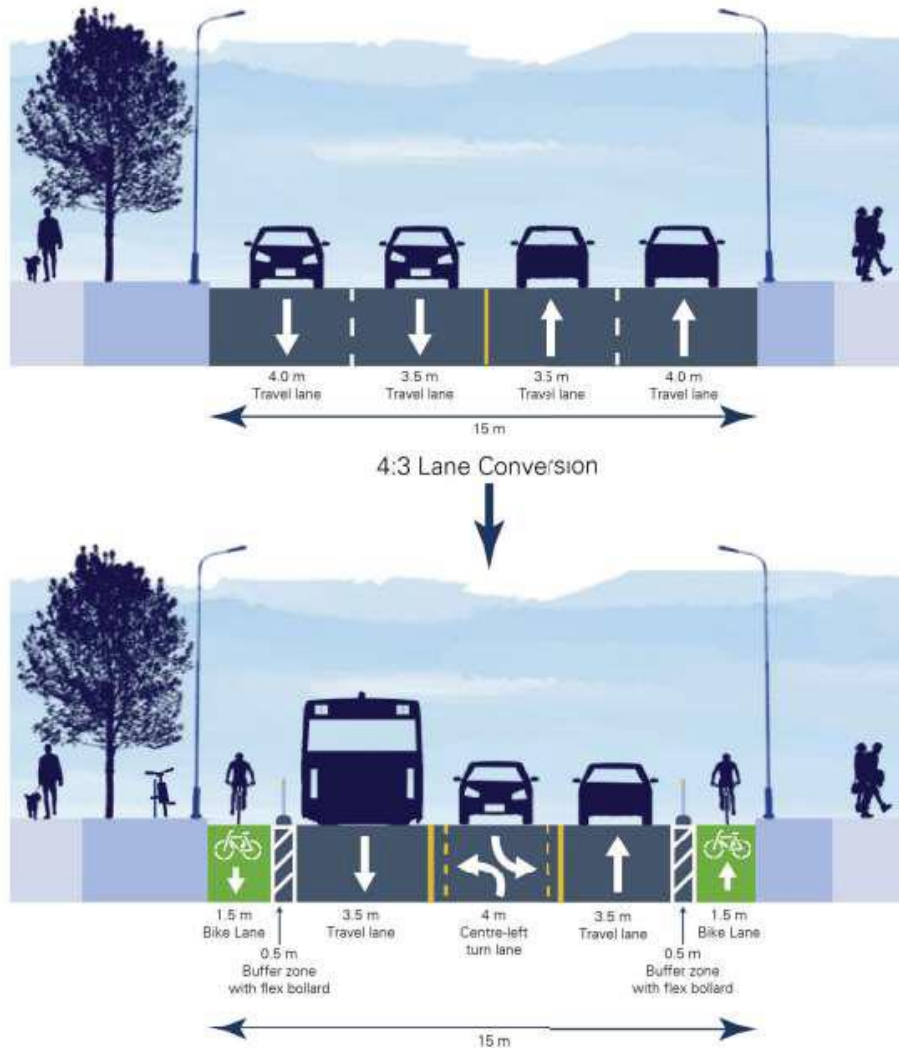 4.0 m
Travel lane
3.5 m
Travel lane
3.5 m
Travel lane
4.0 m
Travel lane
15 m
4:3 Lane Conversion
1.5 m
Bike Lane
3.5 m
Travel lane
4 m
Centre-left
turn lane
3.5 m
Travel lane
1.5 m
Bike Lane
0.5 m
Buffer zone
with flex bollard
0.5 m
Buffer zone
with flex bollard
15 m